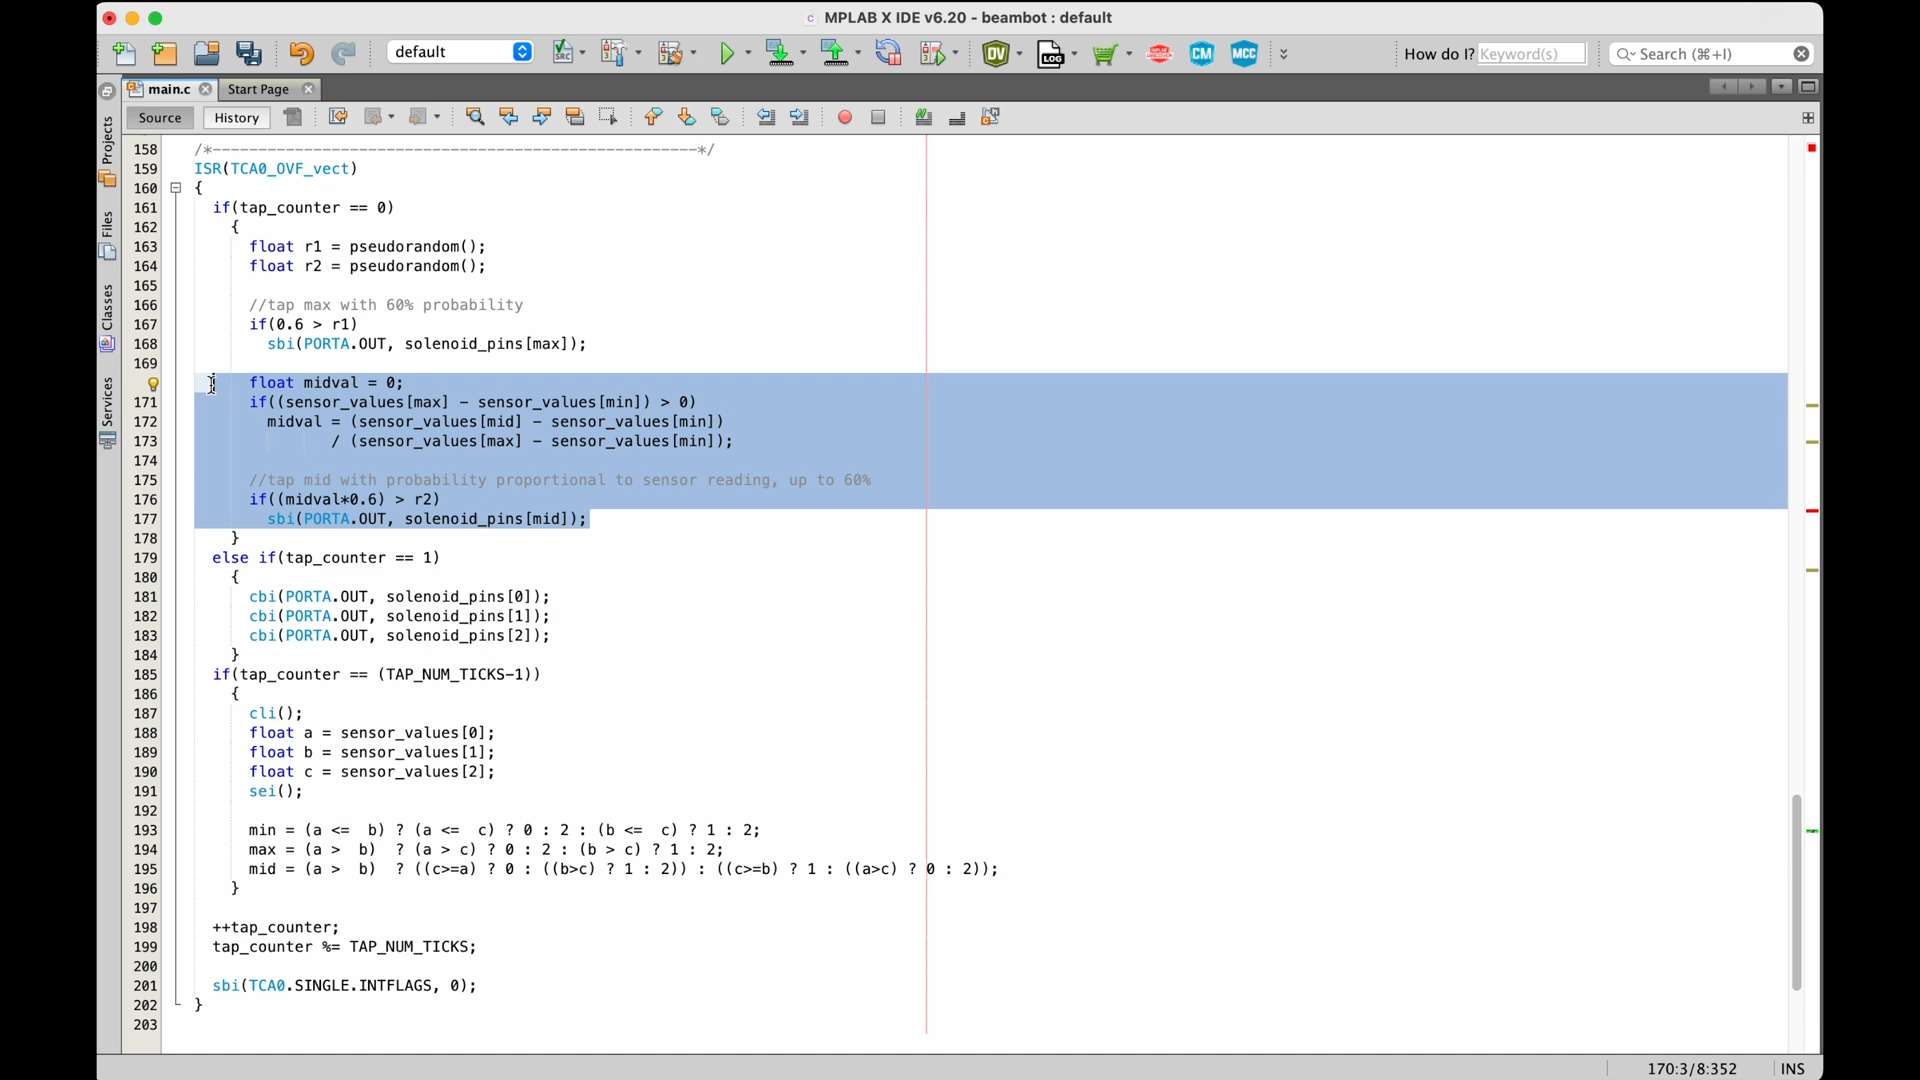 MPLAB X IDE v6.20 - beambot : default
default
How do I? Keyword(s)
Search (⌘+I)
main.c
Start Page
Source
History
Projects
Files
Classes
Services
158 /*-----------------------------------------------------*/
159 ISR(TCA0_OVF_vect)
160 {
161 if(tap_counter == 0)
162 {
163 float r1 = pseudorandom();
164 float r2 = pseudorandom();
165
166 //tap max with 60% probability
167 if(0.6 > r1)
168 sbi(PORTA.OUT, solenoid_pins[max]);
169
float midval = 0;
171 if((sensor_values[max] - sensor_values[min]) > 0)
172 midval = (sensor_values[mid] - sensor_values[min])
173 / (sensor_values[max] - sensor_values[min]);
174
175 //tap mid with probability proportional to sensor reading, up to 60%
176 if((midval*0.6) > r2)
177 sbi(PORTA.OUT, solenoid_pins[mid]);
178 }
179 else if(tap_counter == 1)
180 {
181 cbi(PORTA.OUT, solenoid_pins[0]);
182 cbi(PORTA.OUT, solenoid_pins[1]);
183 cbi(PORTA.OUT, solenoid_pins[2]);
184 }
185 if(tap_counter == (TAP_NUM_TICKS-1))
186 {
187 cli();
188 float a = sensor_values[0];
189 float b = sensor_values[1];
190 float c = sensor_values[2];
191 sei();
192
193 min = (a <=  b) ? (a <=  c) ? 0 : 2 : (b <=  c) ? 1 : 2;
194 max = (a >  b)  ? (a > c) ? 0 : 2 : (b > c) ? 1 : 2;
195 mid = (a >  b)  ? ((c>=a) ? 0 : ((b>c) ? 1 : 2)) : ((c>=b) ? 1 : ((a>c) ? 0 : 2));
196 }
197
198 ++tap_counter;
199 tap_counter %= TAP_NUM_TICKS;
200
201 sbi(TCA0.SINGLE.INTFLAGS, 0);
202 }
203
170:3/8:352 INS